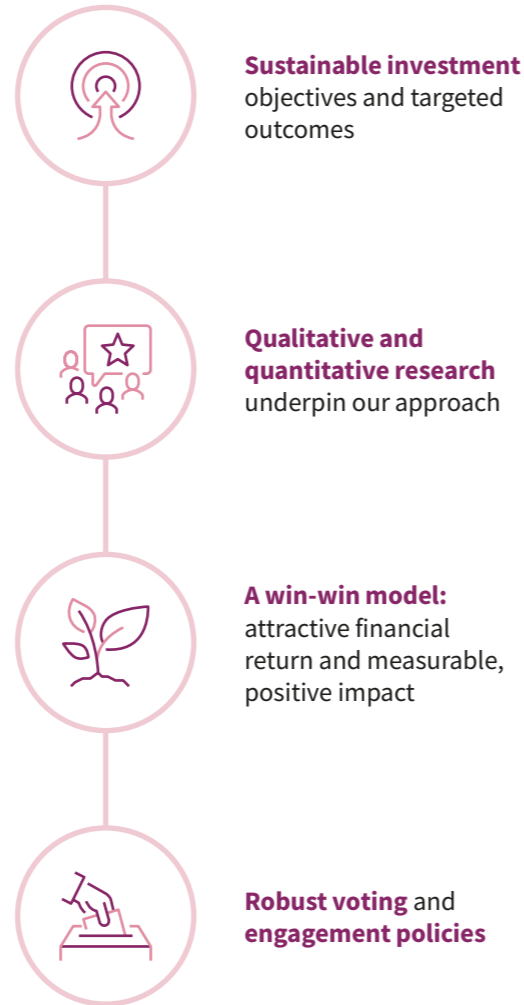 Sustainable investment
objectives and targeted
outcomes
Qualitative and
quantitative research
underpin our approach
A win-win model:
attractive financial
return and measurable,
positive impact
Robust voting and
engagement policies